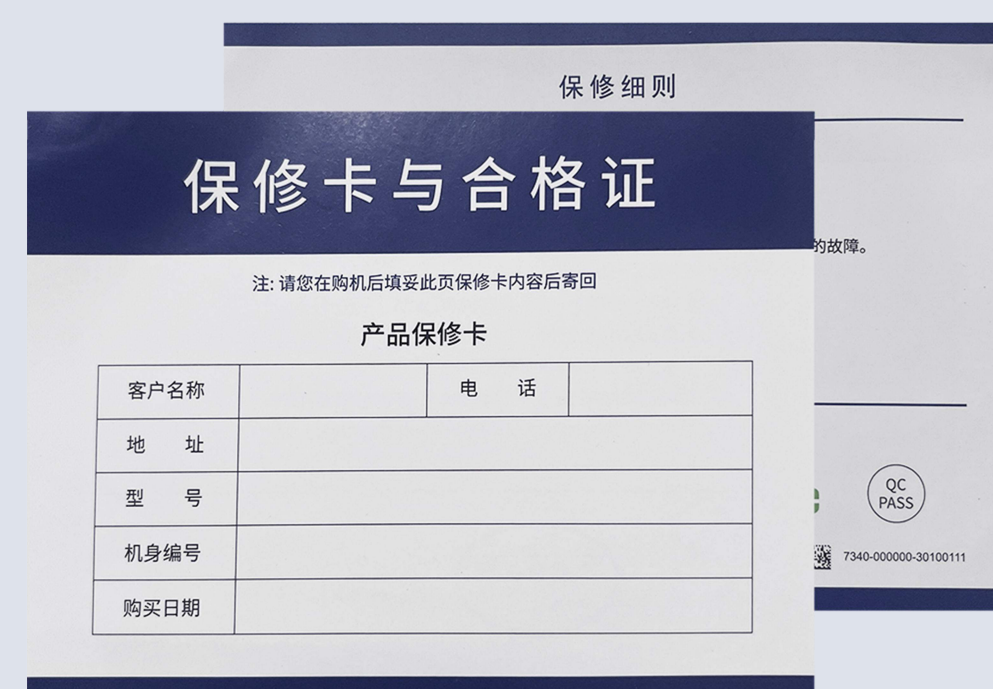 保修细则
保修卡与合格证
的故障。
注: 请您在购机后填妥此页保修卡内容后寄回
产品保修卡
客户名称 电 话
地 址
型 号
机身编号
购买日期
QC
PASS
7340-000000-30100111